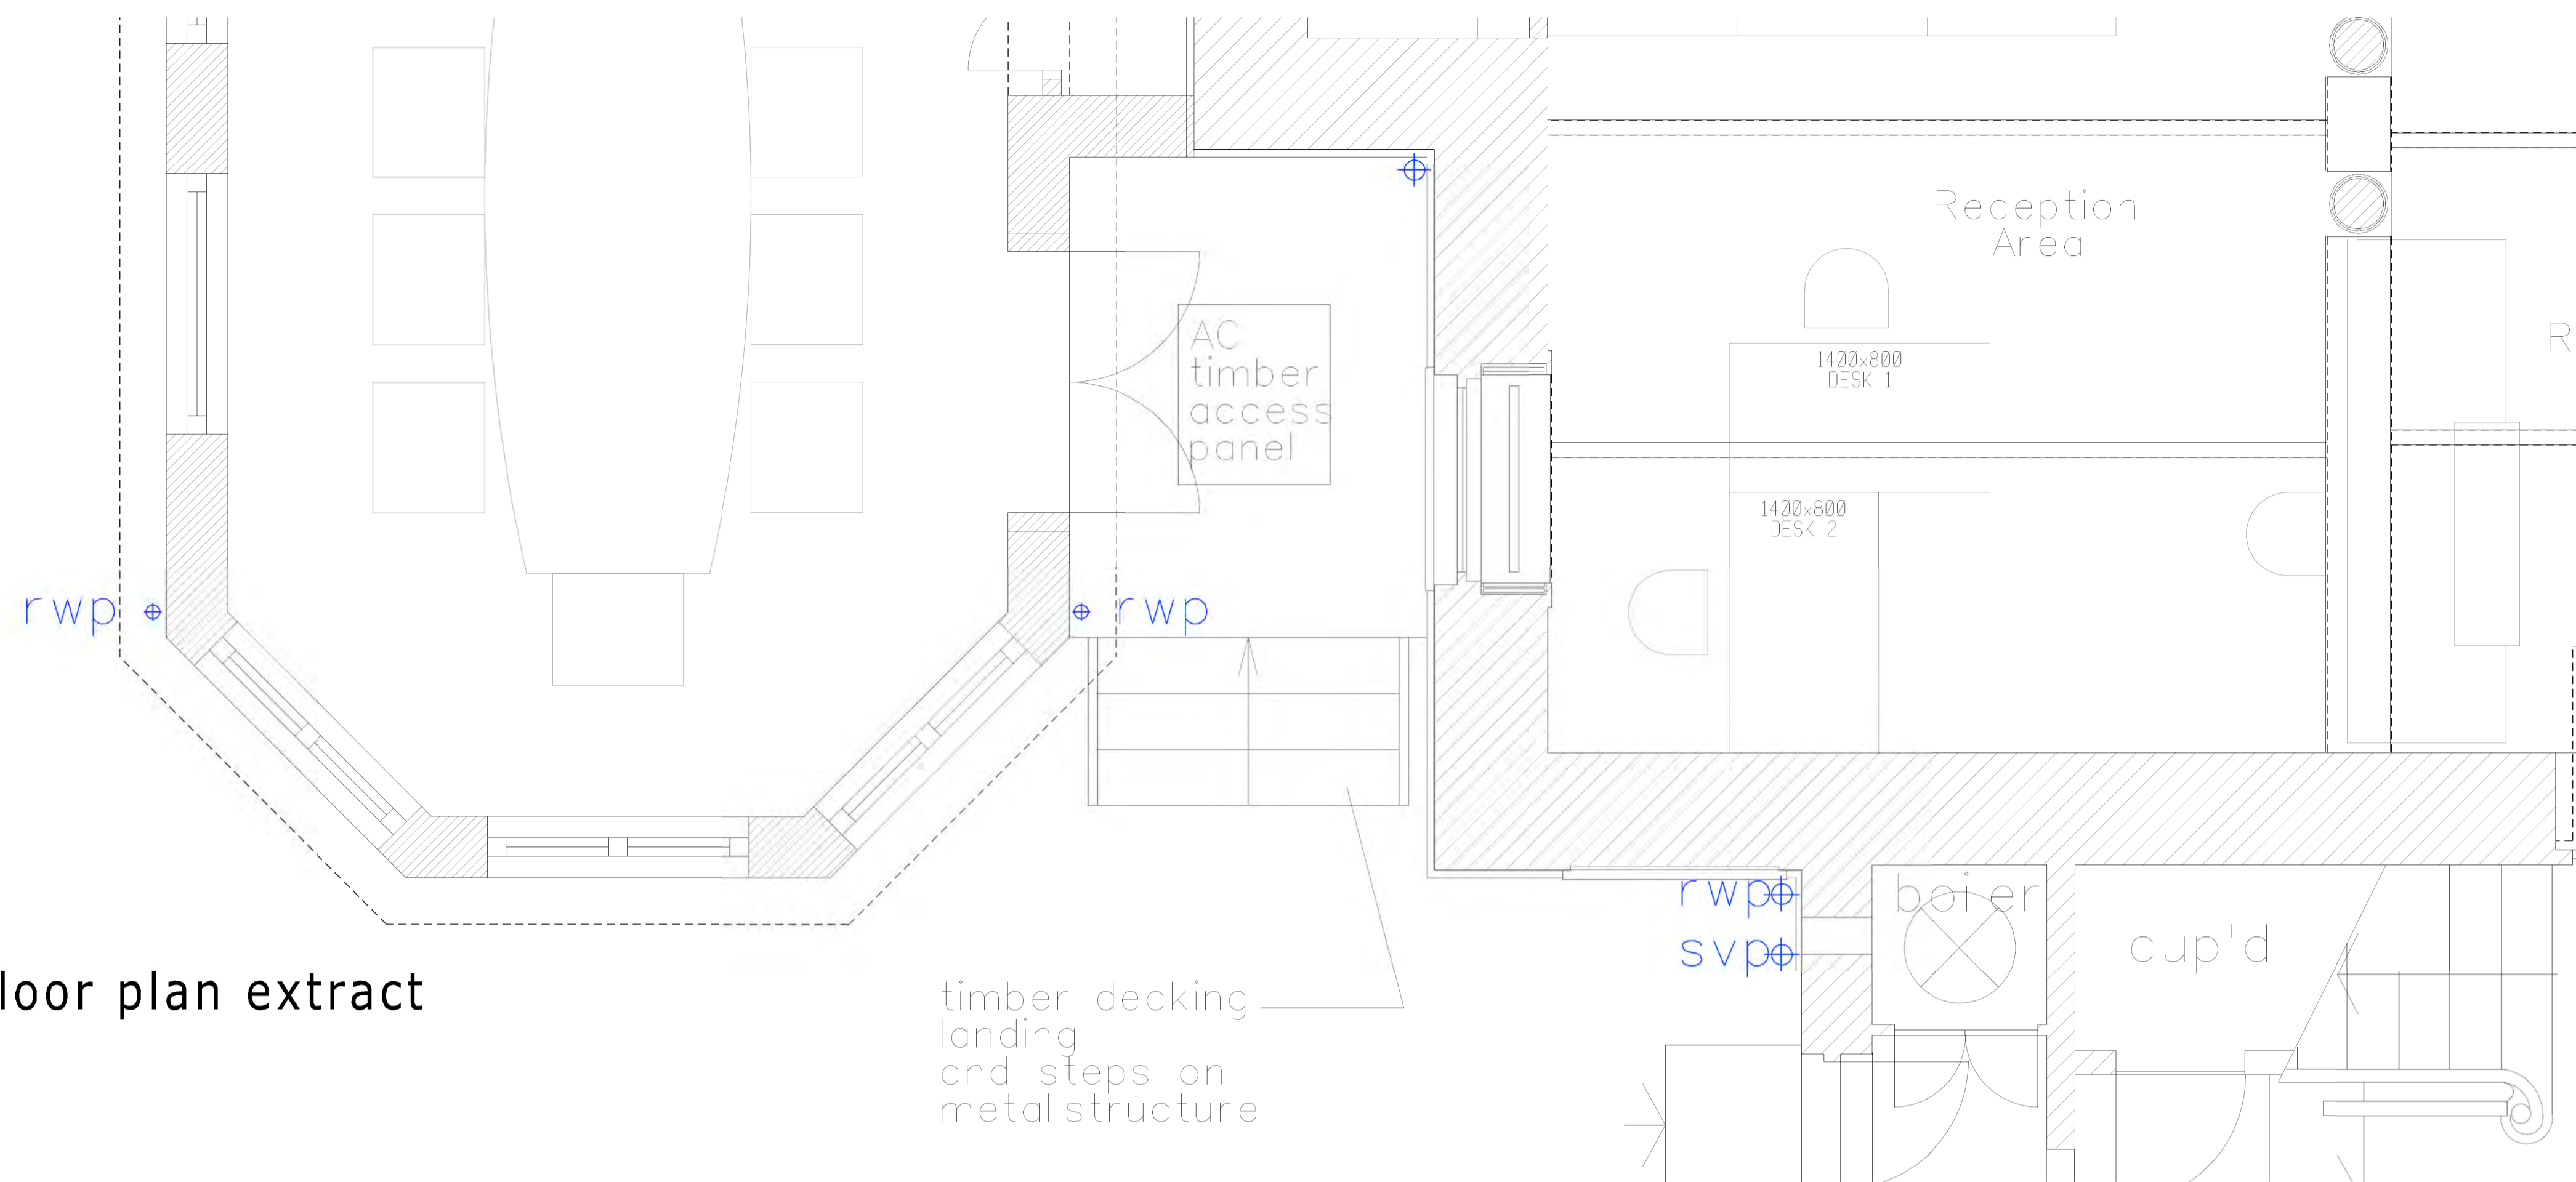 Reception
Area
R
AC
timber
access
panel
1400x800
DESK 1
1400x800
DESK 2
rwp
rwp
rwp
boiler
svp
cup'd
loor plan extract
timber decking
landing
and steps on
metal structure